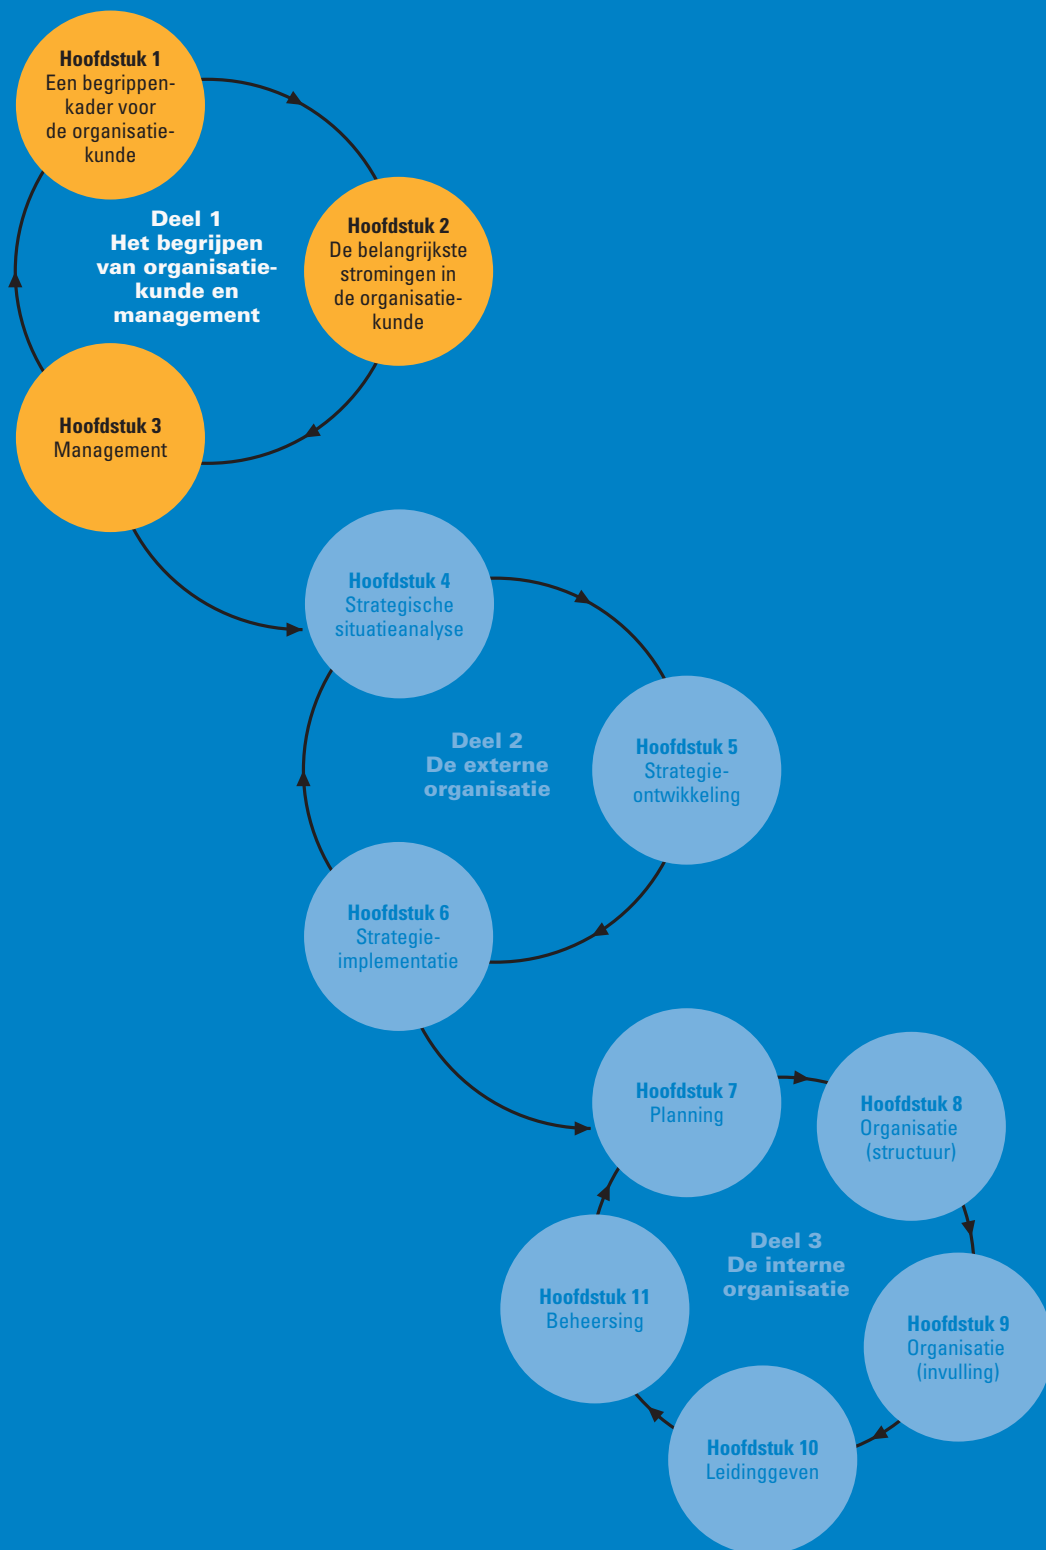 Hoofdstuk 1
Een begrippen-
kader voor
de organisatie-
kunde
Deel 1
Het begrijpen
van organisatie-
kunde en
management
Hoofdstuk 2
De belangrijkste
stromingen in
de organisatie-
kunde
Hoofdstuk 3
Management
Hoofdstuk 4
Strategische
situatieanalyse
Deel 2
De externe
organisatie
Hoofdstuk 5
Strategie-
ontwikkeling
Hoofdstuk 6
Strategie-
implementatie
Hoofdstuk 7
Planning
Hoofdstuk 8
Organisatie
(structuur)
Deel 3
De interne
organisatie
Hoofdstuk 9
Organisatie
(invulling)
Hoofdstuk 10
Leidinggeven
Hoofdstuk 11
Beheersing